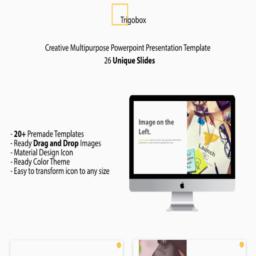 Trigobox
Creative Multipurpose Powerpoint Presentation Template
26 Unique Slides
- 20+ Premade Templates
- Ready Drag and Drop Images
- Material Design Icon
- Ready Color Theme
- Easy to transform icon to any size
Image on the
Left.